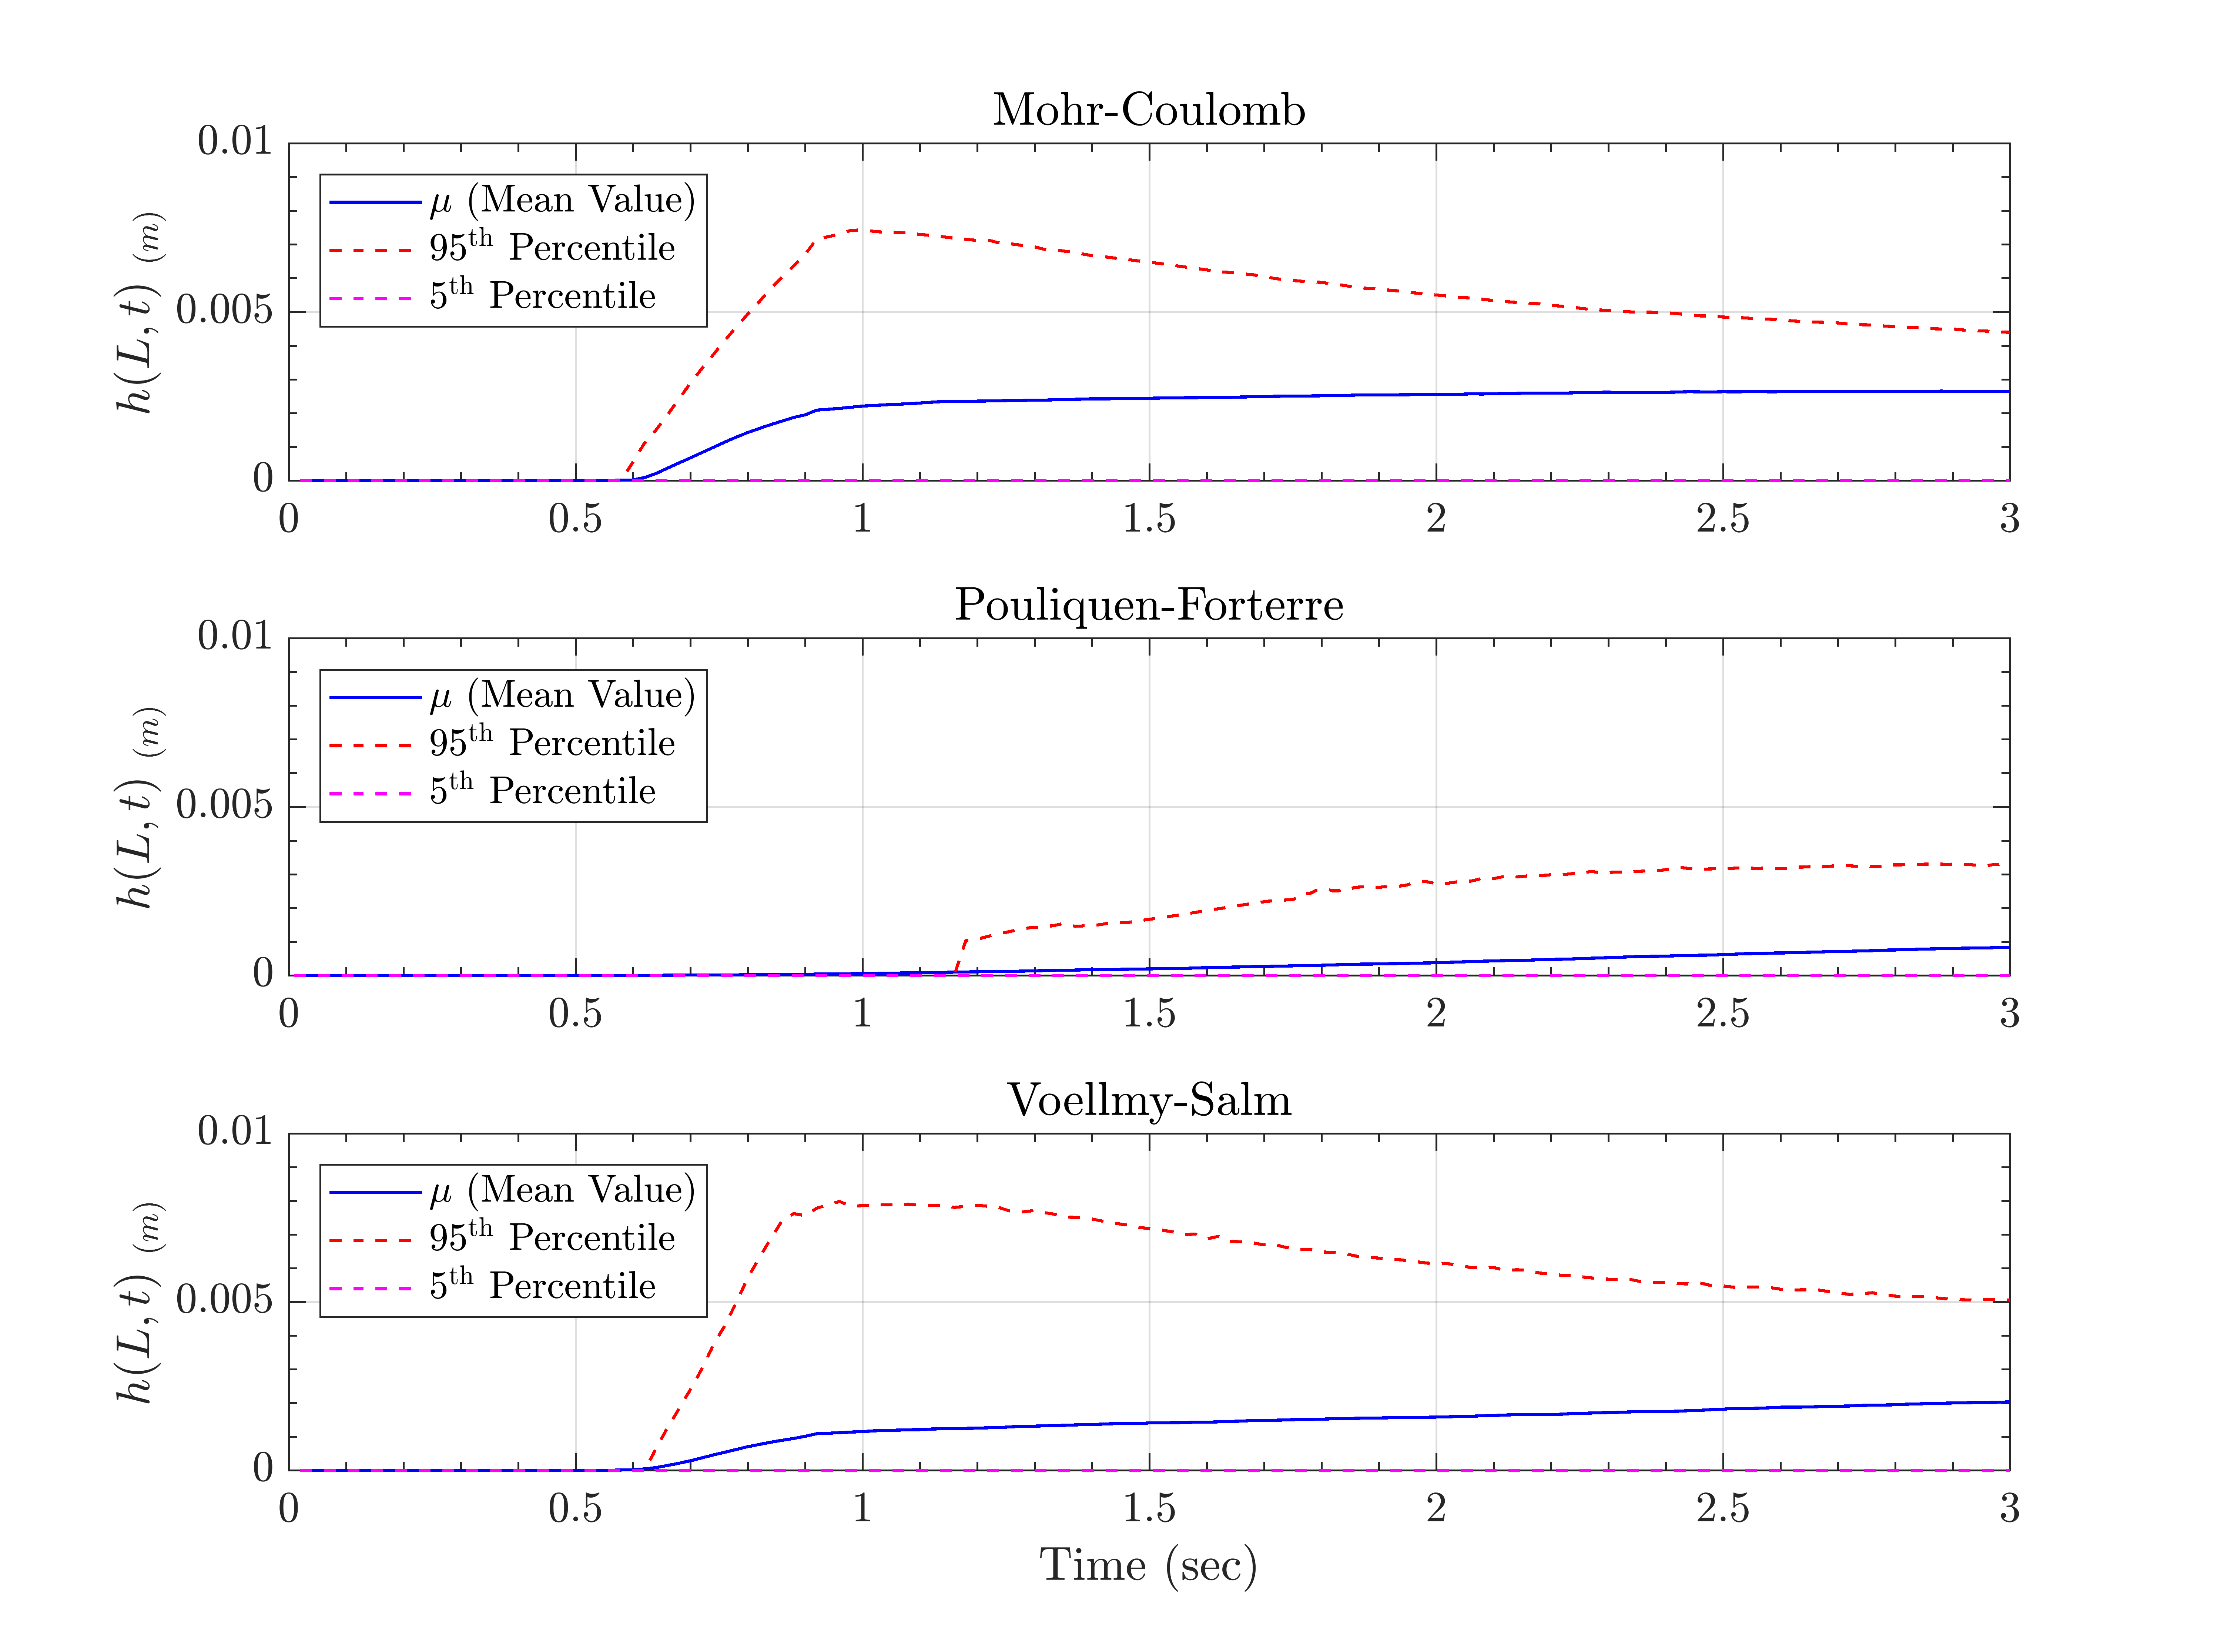 Mohr-Coulomb
h(L, t) (m)
0.01
0.005
0
μ (Mean Value)
95th Percentile
5th Percentile
0 0.5 1 1.5 2 2.5 3
Pouliquen-Forterre
h(L, t) (m)
0.01
0.005
0
μ (Mean Value)
95th Percentile
5th Percentile
0 0.5 1 1.5 2 2.5 3
Voellmy-Salm
h(L, t) (m)
0.01
0.005
0
μ (Mean Value)
95th Percentile
5th Percentile
0 0.5 1 1.5 2 2.5 3
Time (sec)